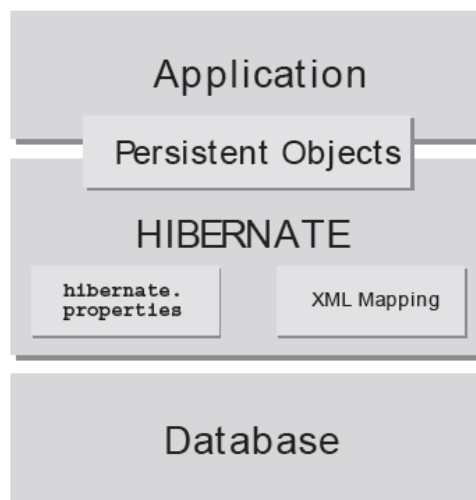 Application
Persistent Objects
HIBERNATE
hibernate.
properties
XML Mapping
Database